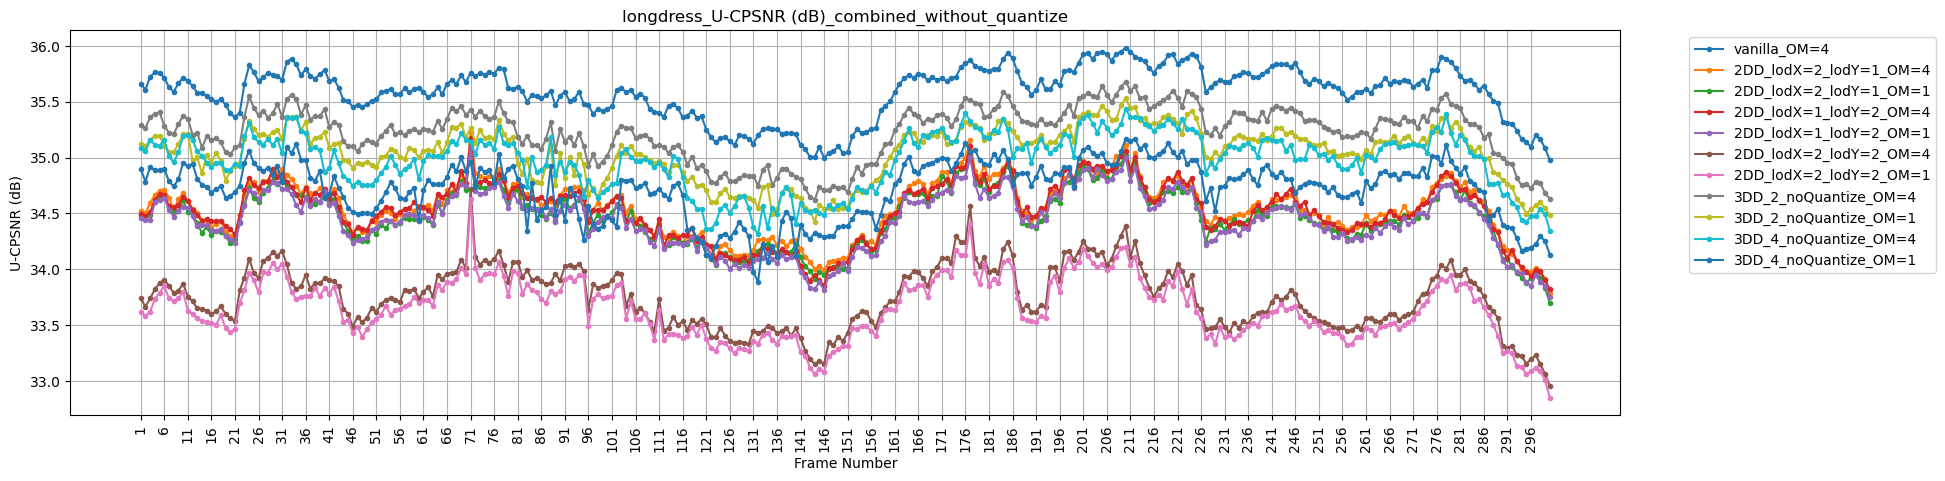 longdress_U-CPSNR (dB)_combined_without_quantize
U-CPSNR (dB)
36.0
35.5
35.0
34.5
34.0
33.5
33.0
1 6 11 16 21 26 31 36 41 46 51 56 61 66 71 76 81 86 91 96 101 106 111 116 121 126 131 136 141 146 151 156 161 166 171 176 181 186 191 196 201 206 211 216 221 226 231 236 241 246 251 256 261 266 271 276 281 286 291 296
Frame Number
vanilla_OM=4
2DD_lodX=2_lodY=1_OM=4
2DD_lodX=2_lodY=1_OM=1
2DD_lodX=1_lodY=2_OM=4
2DD_lodX=1_lodY=2_OM=1
2DD_lodX=2_lodY=2_OM=4
2DD_lodX=2_lodY=2_OM=1
3DD_2_noQuantize_OM=4
3DD_2_noQuantize_OM=1
3DD_4_noQuantize_OM=4
3DD_4_noQuantize_OM=1